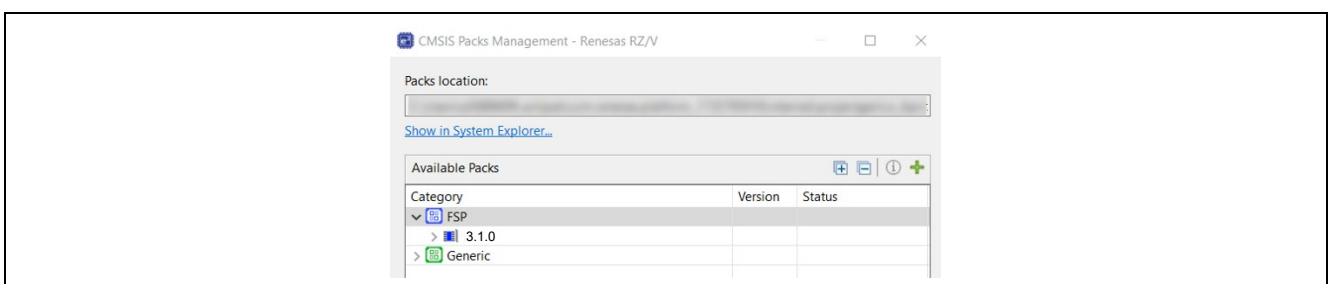 CMSIS Packs Management - Renesas RZ/V
Packs location:
Show in System Explorer...
Available Packs
Category Version Status
FSP
3.1.0
Generic